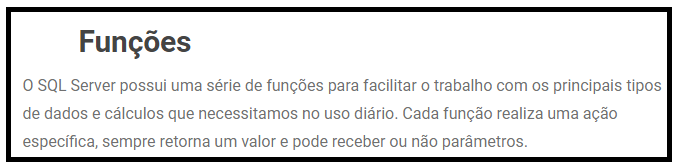 Funções
O SQL Server possui uma série de funções para facilitar o trabalho com os principais tipos
de dados e cálculos que necessitamos no uso diário. Cada função realiza uma ação
específica, sempre retorna um valor e pode receber ou não parâmetros.